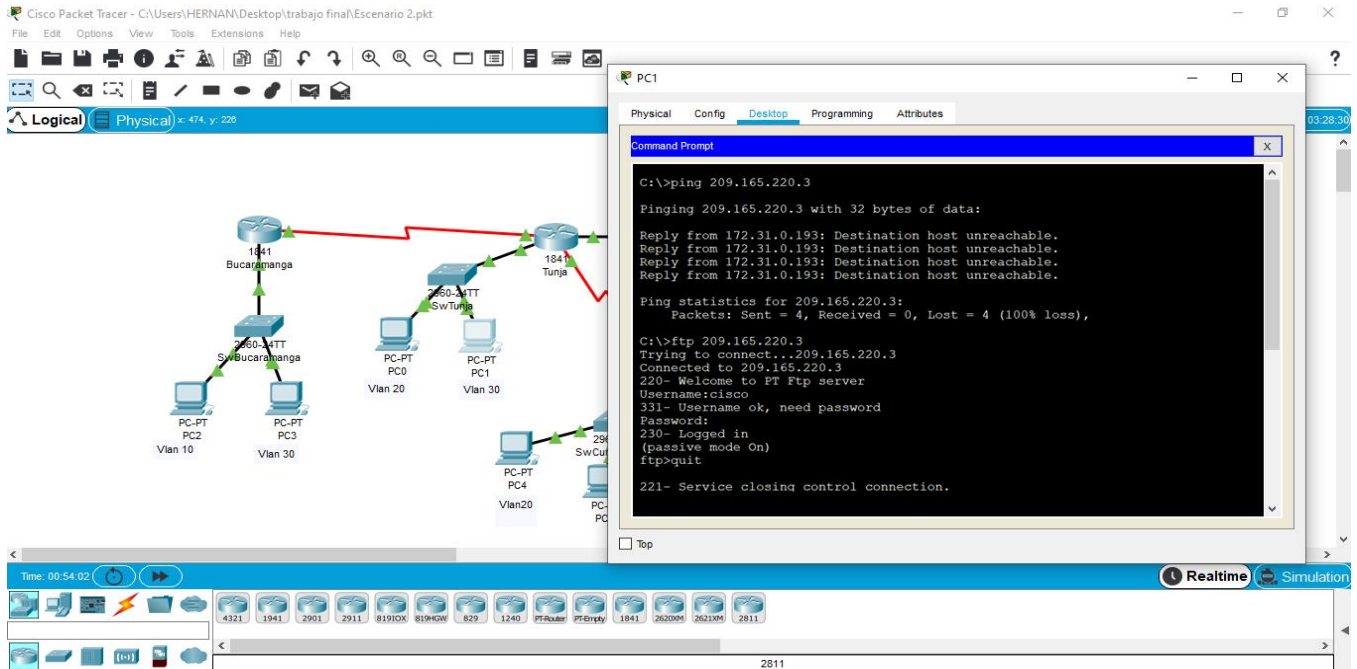 Cisco Packet Tracer - C:\Users\HERNAN\Desktop\trabajo final\Escenario 2.pkt
File Edit Options View Tools Extensions Help
?
Logical
Physical
x: 474, y: 226
03:28:30
PC1
Physical Config Desktop Programming Attributes
Command Prompt
X
C:\>ping 209.165.220.3
Pinging 209.165.220.3 with 32 bytes of data:
Reply from 172.31.0.193: Destination host unreachable.
Reply from 172.31.0.193: Destination host unreachable.
Reply from 172.31.0.193: Destination host unreachable.
Reply from 172.31.0.193: Destination host unreachable.
Ping statistics for 209.165.220.3:
Packets: Sent = 4, Received = 0, Lost = 4 (100% loss),
C:\>ftp 209.165.220.3
Trying to connect...209.165.220.3
Connected to 209.165.220.3
220- Welcome to PT Ftp server
Username:cisco
331- Username ok, need password
Password:
230- Logged in
(passive mode On)
ftp>quit
221- Service closing control connection.
Top
1841
Bucaramanga
1841
Tunja
2960-24TT
SwTunja
2960-24TT
SwBucaramanga
PC-PT
PC0
Vlan 20
PC-PT
PC1
Vlan 30
PC-PT
PC2
Vlan 10
PC-PT
PC3
Vlan 30
PC-PT
PC4
Vlan20
296
SwCu
PC-
PC
Time: 00:54:02
Realtime
Simulation
4321 1941 2901 2911 819IOX 819HGW 829 1240 PT-Router PT-Empty 1841 2620XM 2621XM 2811
2811